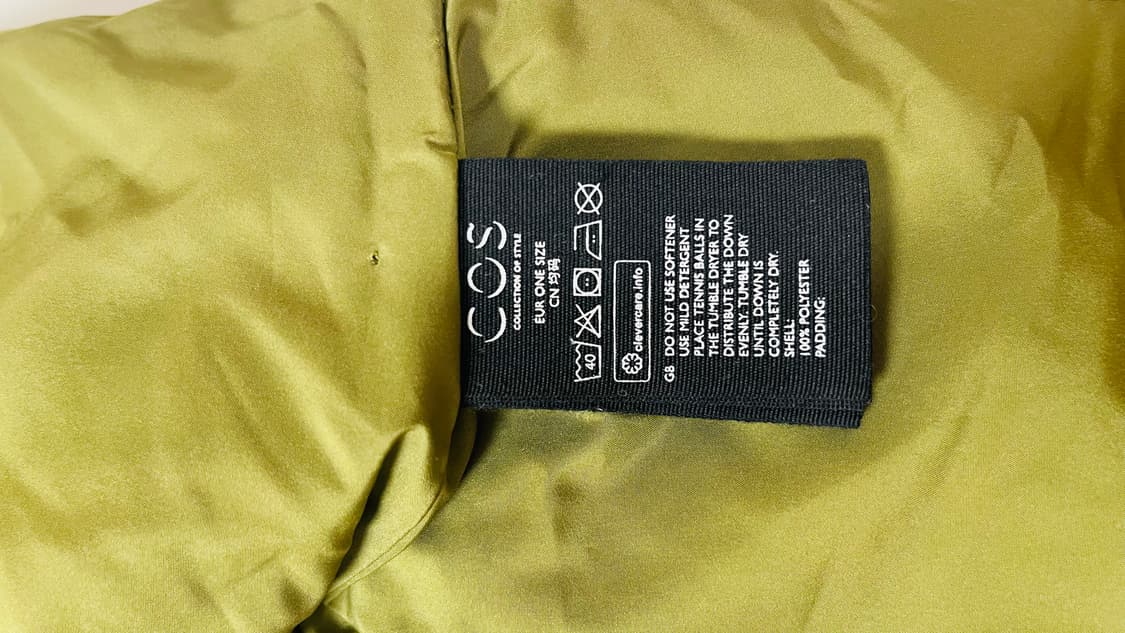 COS
COLLECTION OF STYLE
EUR ONE SIZE
CN 均码
40
clevercare.info
GB DO NOT USE SOFTENER
USE MILD DETERGENT
PLACE TENNIS BALLS IN
THE TUMBLE DRYER TO
DISTRIBUTE THE DOWN
EVENLY. TUMBLE DRY
UNTIL DOWN IS
COMPLETELY DRY.
SHELL:
100% POLYESTER
PADDING: